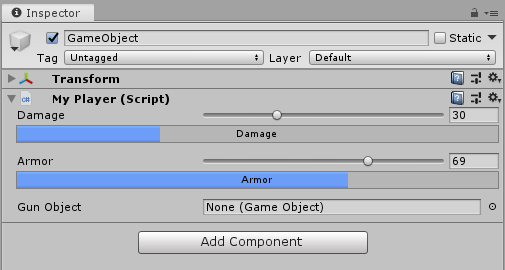 Inspector
GameObject Static
Tag Untagged Layer Default
Transform
My Player (Script)
Damage 30
Damage
Armor 69
Armor
Gun Object None (Game Object)
Add Component